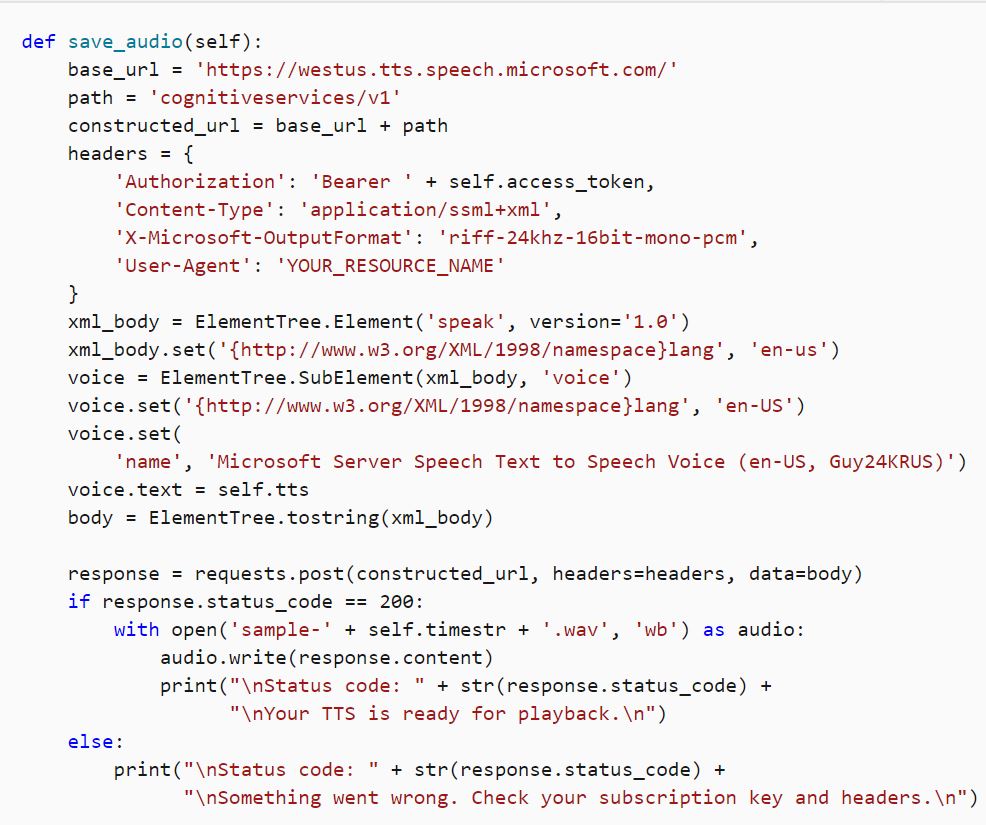 def save_audio(self):
    base_url = 'https://westus.tts.speech.microsoft.com/'
    path = 'cognitiveservices/v1'
    constructed_url = base_url + path
    headers = {
        'Authorization': 'Bearer ' + self.access_token,
        'Content-Type': 'application/ssml+xml',
        'X-Microsoft-OutputFormat': 'riff-24khz-16bit-mono-pcm',
        'User-Agent': 'YOUR_RESOURCE_NAME'
    }
    xml_body = ElementTree.Element('speak', version='1.0')
    xml_body.set('{http://www.w3.org/XML/1998/namespace}lang', 'en-us')
    voice = ElementTree.SubElement(xml_body, 'voice')
    voice.set('{http://www.w3.org/XML/1998/namespace}lang', 'en-US')
    voice.set(
        'name', 'Microsoft Server Speech Text to Speech Voice (en-US, Guy24KRUS)')
    voice.text = self.tts
    body = ElementTree.tostring(xml_body)

    response = requests.post(constructed_url, headers=headers, data=body)
    if response.status_code == 200:
        with open('sample-' + self.timestr + '.wav', 'wb') as audio:
            audio.write(response.content)
            print("\nStatus code: " + str(response.status_code) +
                  "\nYour TTS is ready for playback.\n")
    else:
        print("\nStatus code: " + str(response.status_code) +
              "\nSomething went wrong. Check your subscription key and headers.\n")